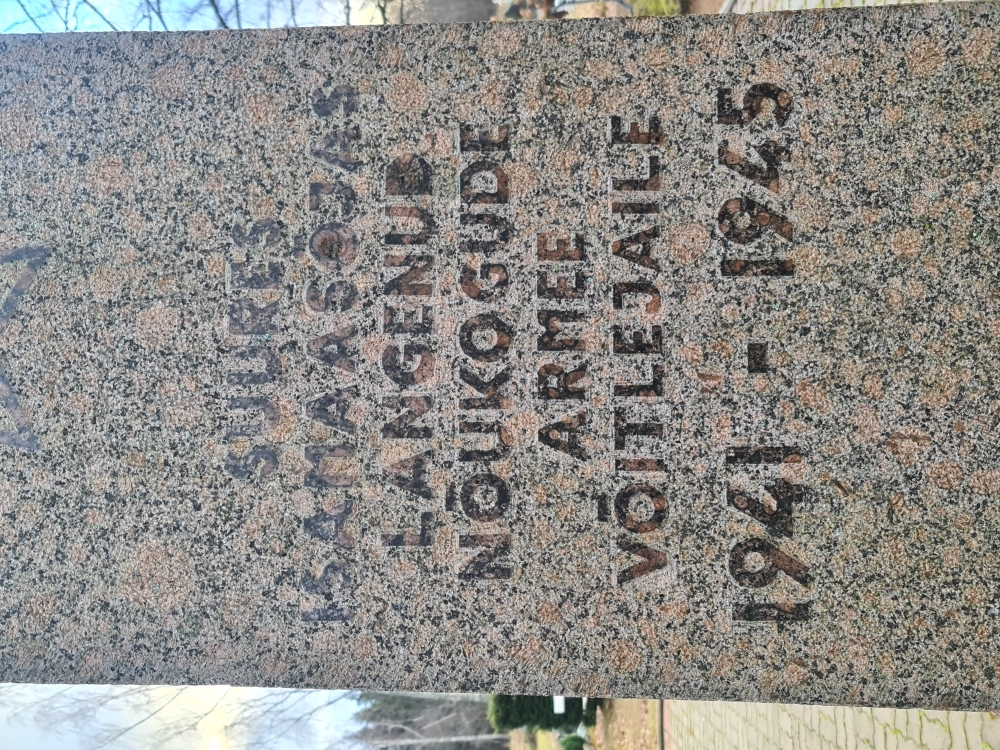 SUURES
ISAMAASÕJAS
LANGENUD
NÕUKOGUDE
ARMEE
VÕITLEJAILE
1941 - 1945